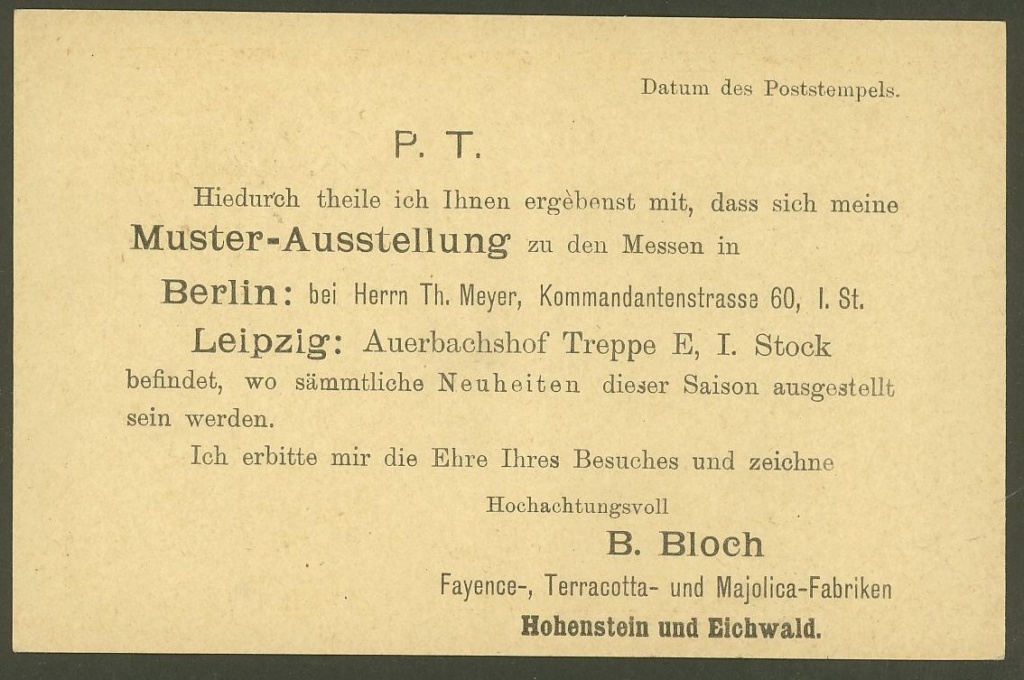 Datum des Poststempels.
P. T.
Hiedurch theile ich Ihnen ergèbenst mit, dass sich meine
Muster-Ausstellung zu den Messen in
Berlin: bei Herrn Th. Meyer, Kommandantenstrasse 60, I. St.
Leipzig: Auerbachshof Treppe E, I. Stock
befindet, wo sämmtliche Neuheiten dieser Saison ausgestellt
sein werden.
Ich erbitte mir die Ehre Ihres Besuches und zeichne
Hochachtungsvoll
B. Bloch
Fayence-, Terracotta- und Majolica-Fabriken
Hohenstein und Eichwald.